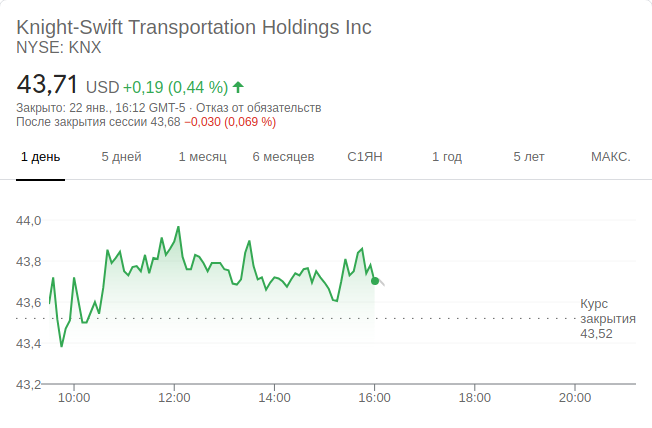 Knight-Swift Transportation Holdings Inc
NYSE: KNX
43,71 USD +0,19 (0,44 %)
Закрыто: 22 янв., 16:12 GMT-5 · Отказ от обязательств
После закрытия сессии 43,68 −0,030 (0,069 %)
1 день 5 дней 1 месяц 6 месяцев С1ЯН 1 год 5 лет МАКС.
44,0
43,8
43,6
Курс
закрытия
43,52
43,4
43,2
10:00 12:00 14:00 16:00 18:00 20:00